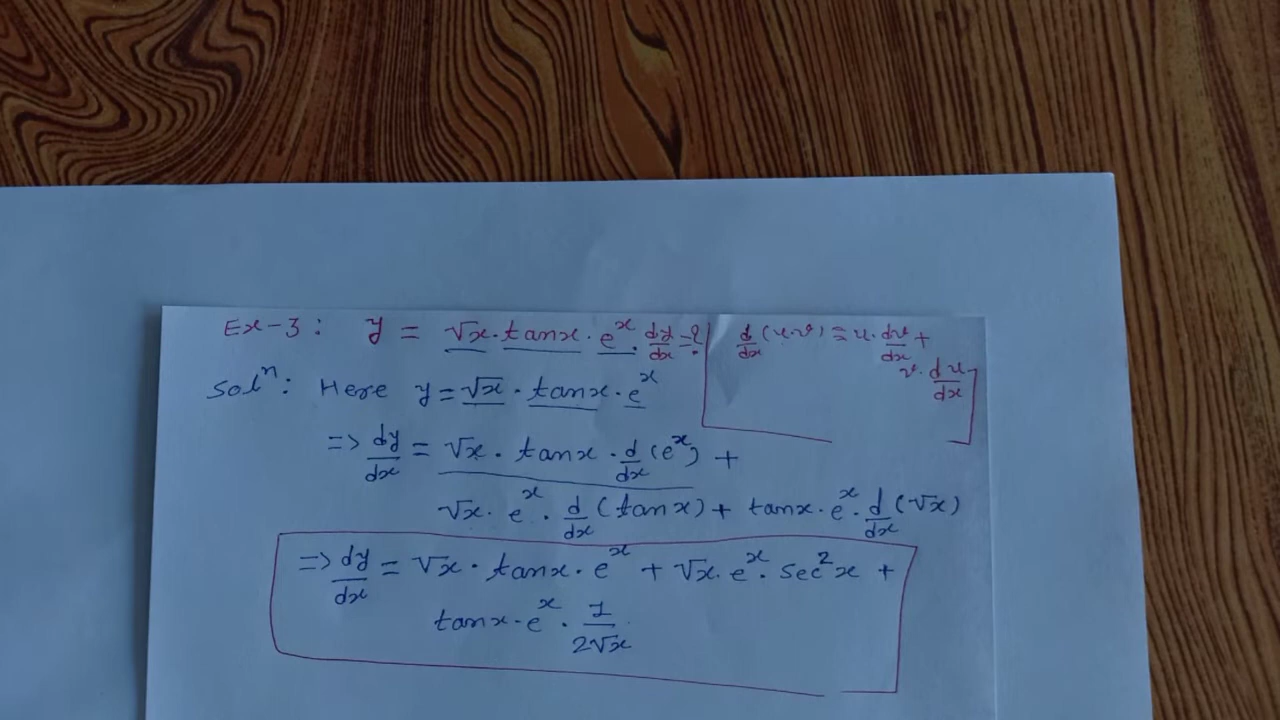 Ex-3: y = √x·tanx·e^x. dy/dx=?
d/dx(u·v)=u·dv/dx+
v·du/dx
Solⁿ: Here y=√x·tanx·e^x
=> dy/dx = √x·tanx·d/dx(e^x) +
√x·e^x·d/dx(tanx)+ tanx·e^x·d/dx(√x)
=> dy/dx = √x·tanx·e^x + √x·e^x·sec²x +
tanx·e^x·1/2√x